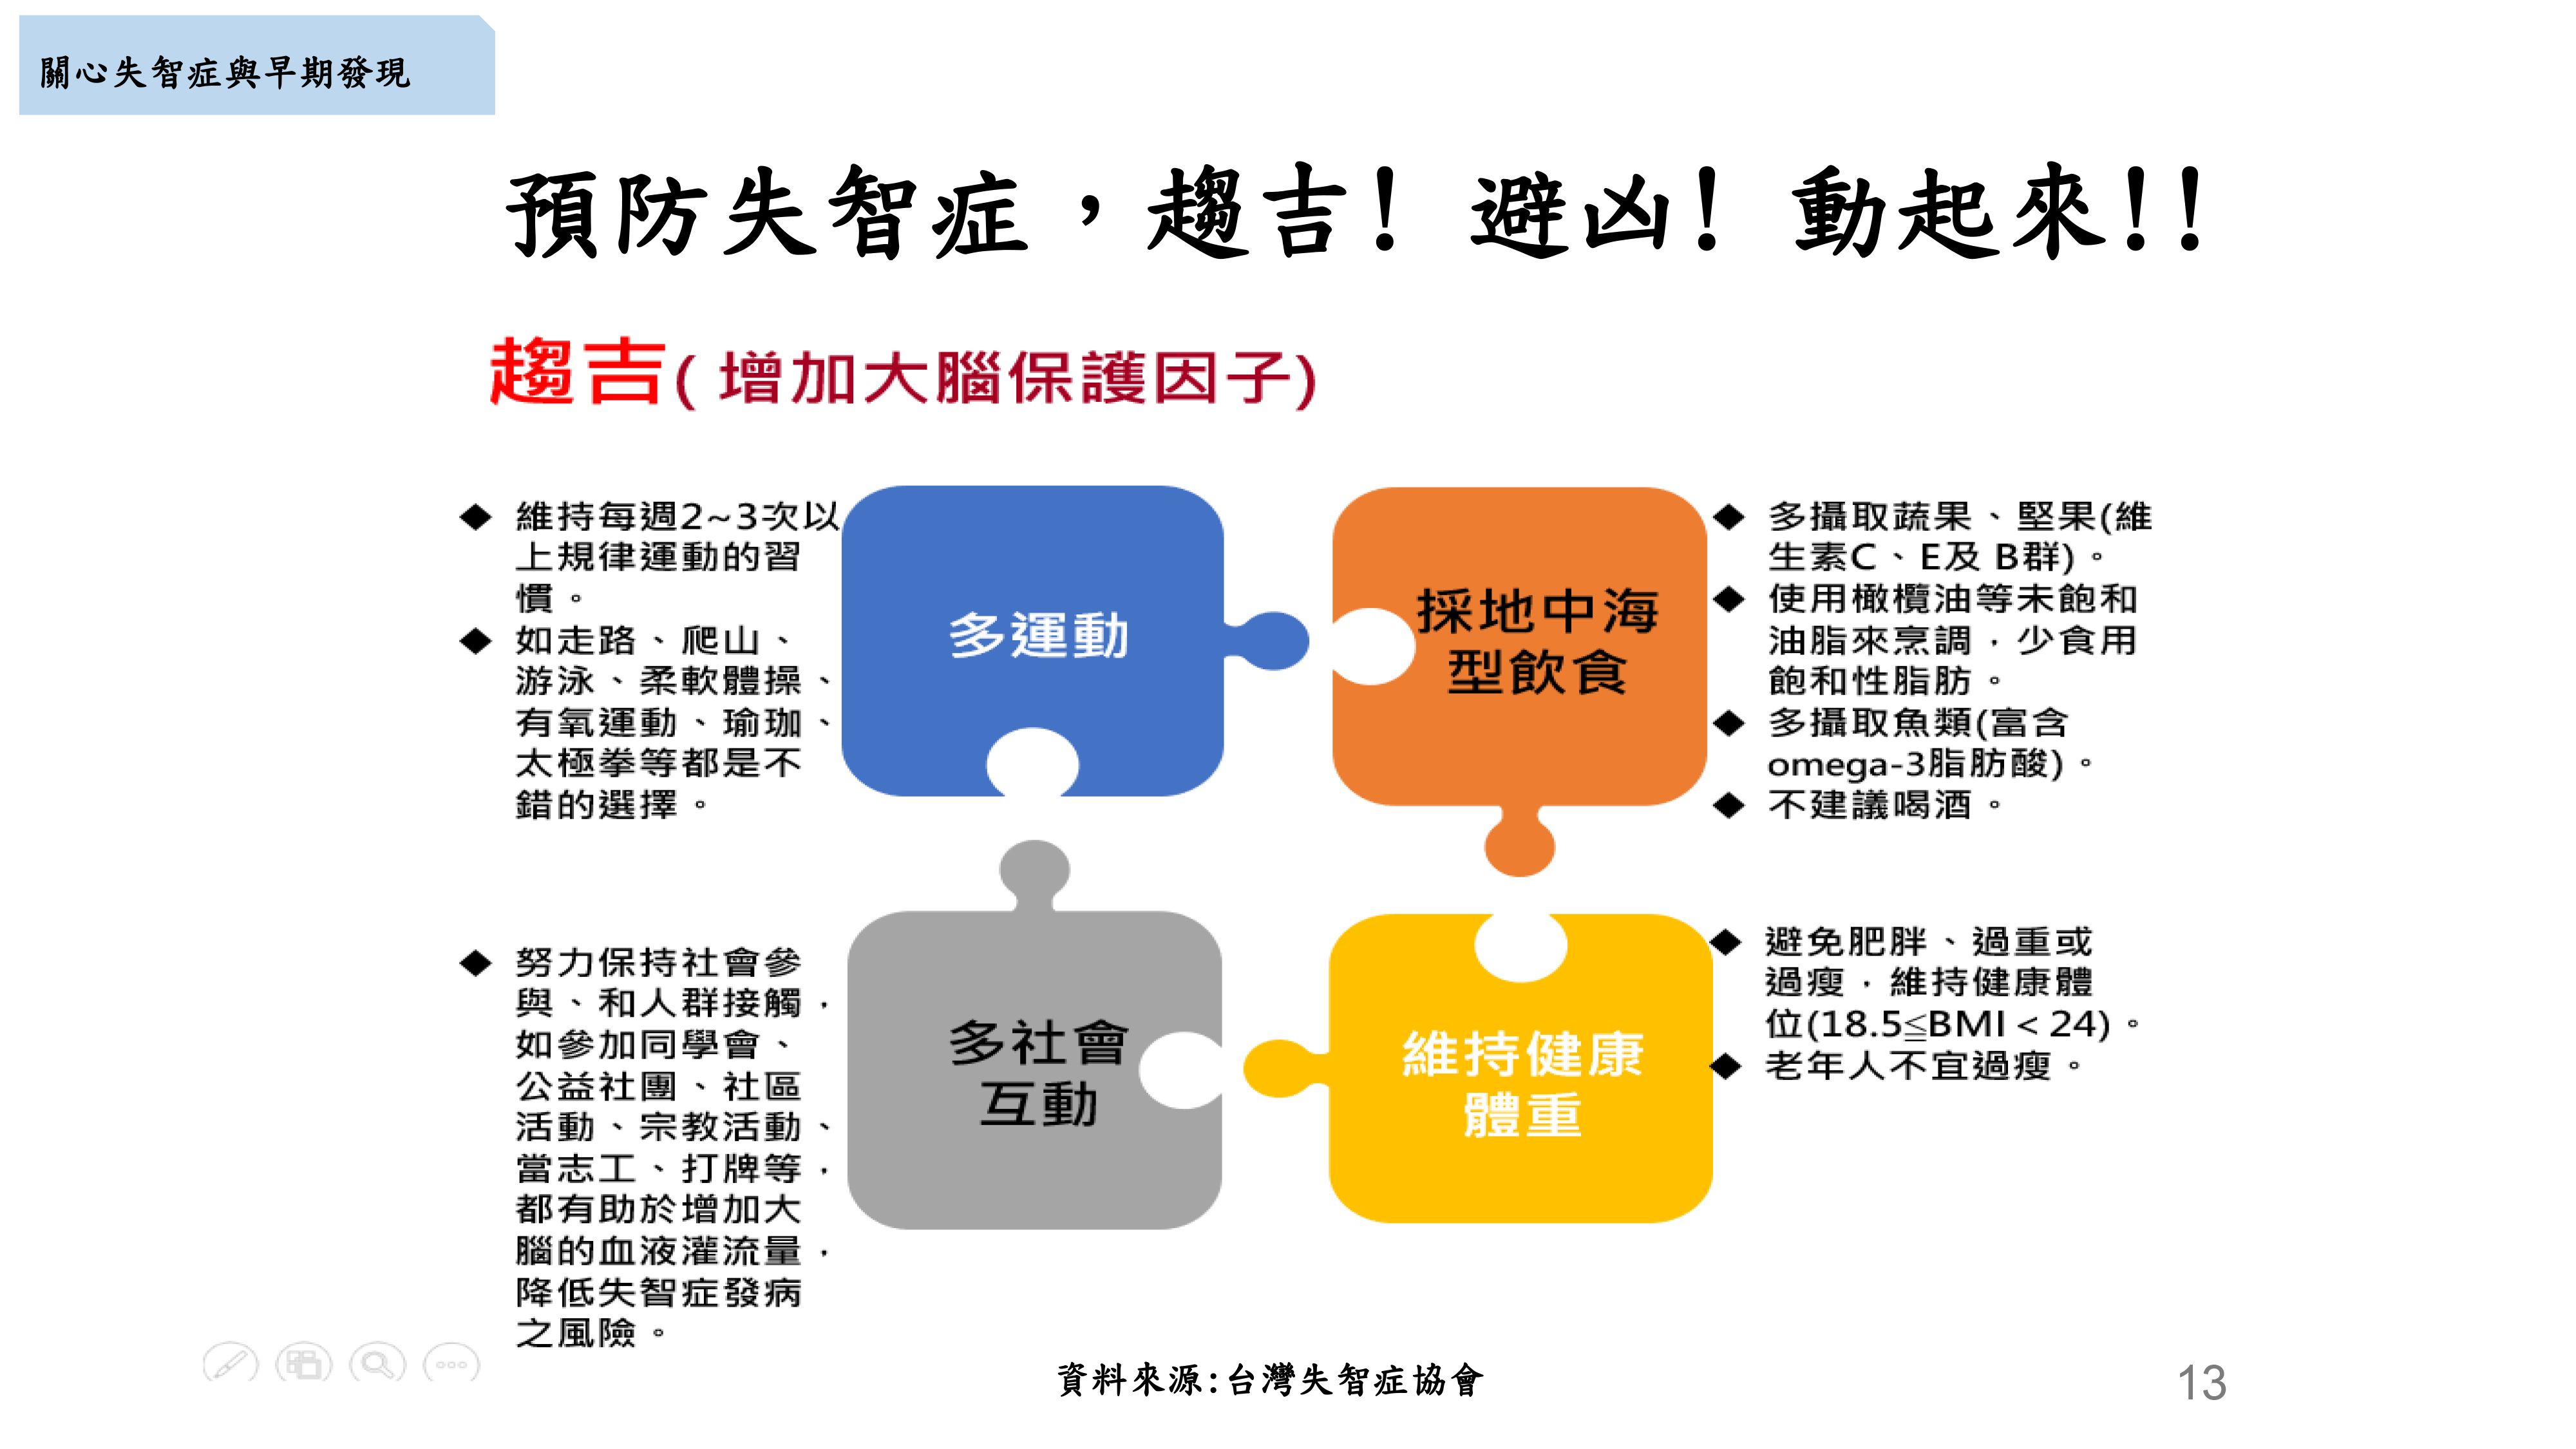 關心失智症與早期發現
預防失智症，趨吉！避凶！動起來！！
趨吉( 增加大腦保護因子)
◆ 維持每週2~3次以
上規律運動的習
慣。
◆ 如走路、爬山、
游泳、柔軟體操、
有氧運動、瑜珈、
太極拳等都是不
錯的選擇。
多運動
採地中海
型飲食
◆ 多攝取蔬果、堅果(維
生素C、E及 B群)。
◆ 使用橄欖油等未飽和
油脂來烹調，少食用
飽和性脂肪。
◆ 多攝取魚類(富含
omega-3脂肪酸)。
◆ 不建議喝酒。
◆ 努力保持社會參
與、和人群接觸，
如參加同學會、
公益社團、社區
活動、宗教活動、
當志工、打牌等，
都有助於增加大
腦的血液灌流量，
降低失智症發病
之風險。
多社會
互動
維持健康
體重
◆ 避免肥胖、過重或
過瘦，維持健康體
位(18.5≦BMI＜24)。
◆ 老年人不宜過瘦。
資料來源:台灣失智症協會
13